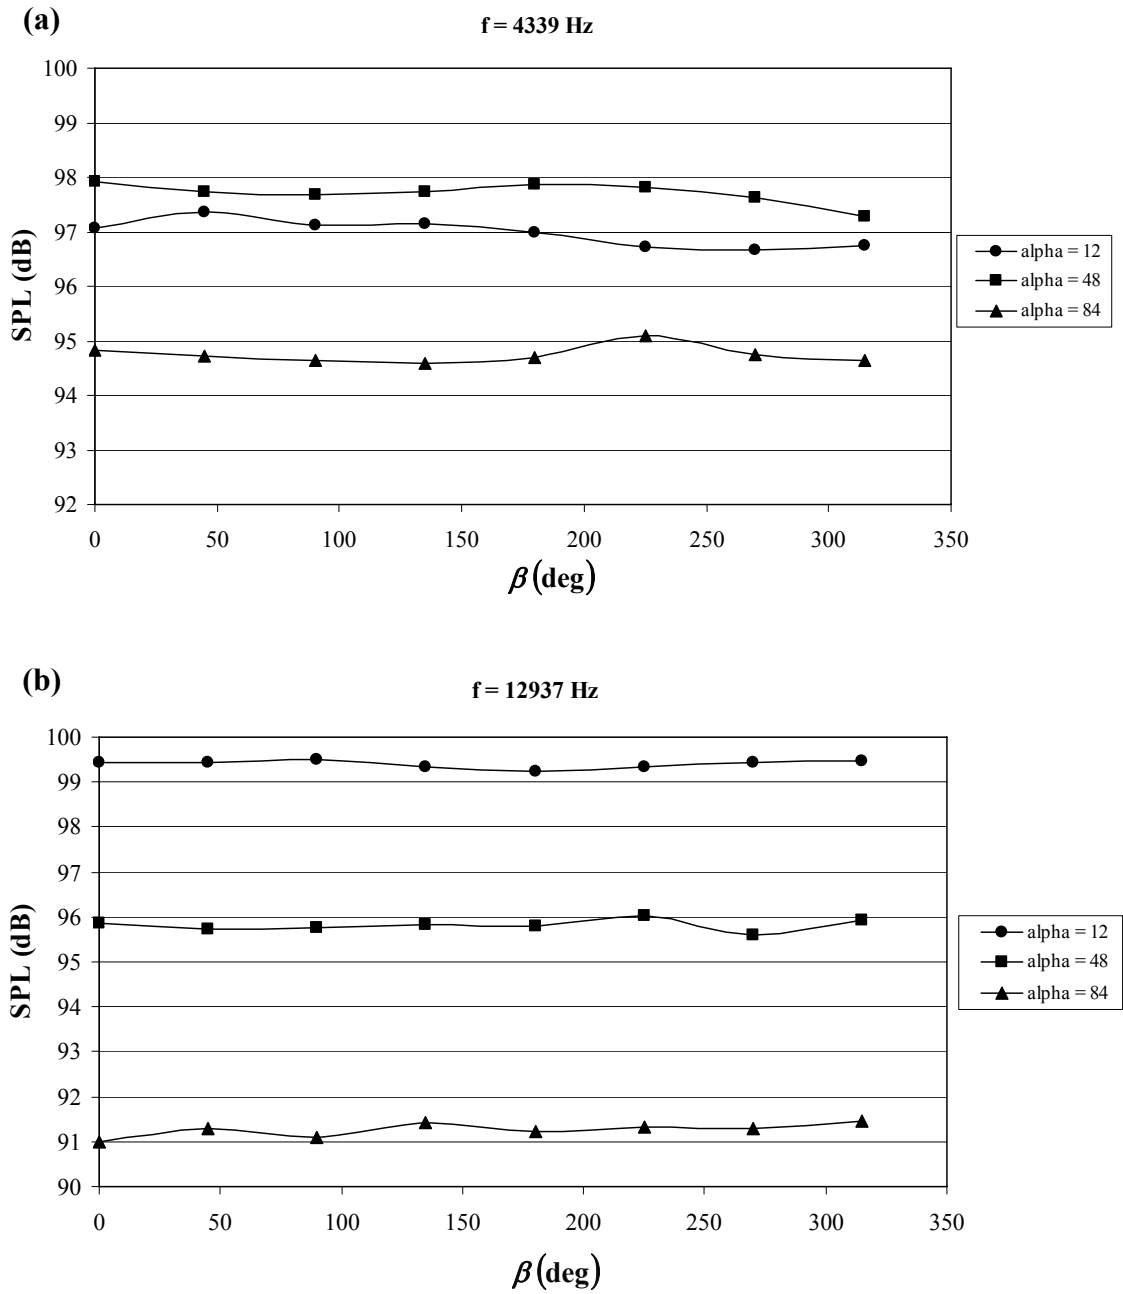 (a)
f = 4339 Hz
100
99
98
97
96
95
94
93
92
SPL (dB)
0 50 100 150 200 250 300 350
β (deg)
alpha = 12
alpha = 48
alpha = 84
(b)
f = 12937 Hz
100
99
98
97
96
95
94
93
92
91
90
SPL (dB)
0 50 100 150 200 250 300 350
β (deg)
alpha = 12
alpha = 48
alpha = 84